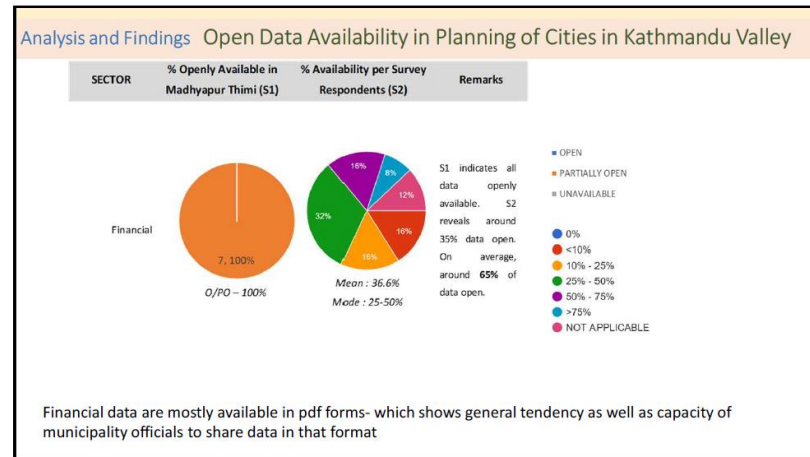 Analysis and Findings Open Data Availability in Planning of Cities in Kathmandu Valley
SECTOR
% Openly Available in
Madhyapur Thimi (S1)
% Availability per Survey
Respondents (S2)
Remarks
Financial
7, 100%
O/PO – 100%
16%
8%
12%
16%
16%
32%
Mean : 36.6%
Mode : 25-50%
S1 indicates all
data openly
available. S2
reveals around
35% data open.
On average,
around 65% of
data open.
OPEN
PARTIALLY OPEN
UNAVAILABLE
0%
<10%
10% - 25%
25% - 50%
50% - 75%
>75%
NOT APPLICABLE
Financial data are mostly available in pdf forms- which shows general tendency as well as capacity of
municipality officials to share data in that format